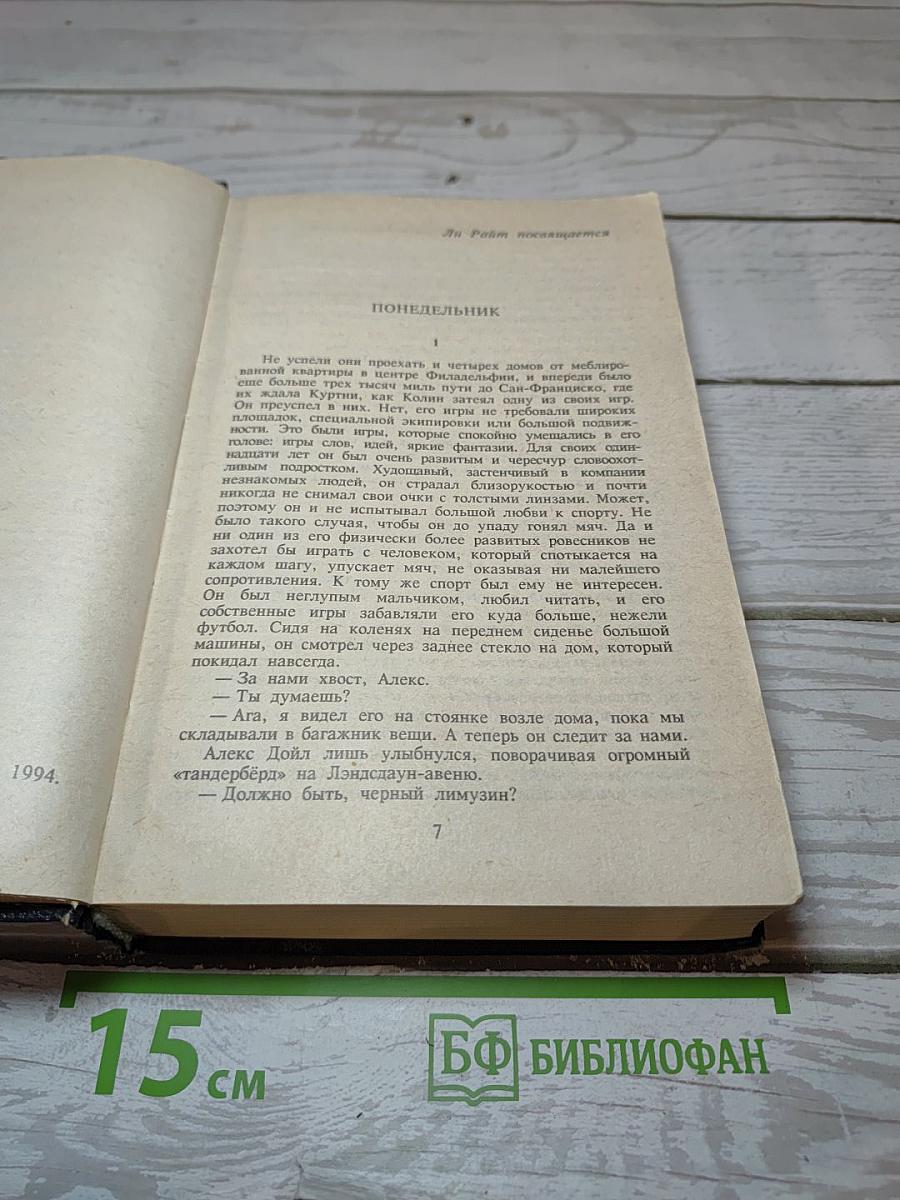 1994.
Ли Райт посвящается
ПОНЕДЕЛЬНИК
1
Не успели они проехать и четырех домов от меблиро-
ванной квартиры в центре Филадельфии, и впереди было
еще больше трех тысяч миль пути до Сан-Франциско, где
их ждала Куртни, как Колин затеял одну из своих игр.
Он преуспел в них. Нет, его игры не требовали широких
площадок, специальной экипировки или большой подвиж-
ности. Это были игры, которые спокойно умещались в его
голове: игры слов, идей, яркие фантазии. Для своих один-
надцати лет он был очень развитым и чересчур словоохот-
ливым подростком. Худощавый, застенчивый в компании
незнакомых людей, он страдал близорукостью и почти
никогда не снимал свои очки с толстыми линзами. Может,
поэтому он и не испытывал большой любви к спорту. Не
было такого случая, чтобы он до упаду гонял мяч. Да и
ни один из его физически более развитых ровесников не
захотел бы играть с человеком, который спотыкается на
каждом шагу, упускает мяч, не оказывая ни малейшего
сопротивления. К тому же спорт был ему не интересен.
Он был неглупым мальчиком, любил читать, и его
собственные игры забавляли его куда больше, нежели
футбол. Сидя на коленях на переднем сиденье большой
машины, он смотрел через заднее стекло на дом, который
покидал навсегда.
— За нами хвост, Алекс.
— Ты думаешь?
— Ага, я видел его на стоянке возле дома, пока мы
складывали в багажник вещи. А теперь он следит за нами.
Алекс Дойл лишь улыбнулся, поворачивая огромный
«тандербёрд» на Лэндсдаун-авеню.
— Должно быть, черный лимузин?
7
15 см
БФ БИБЛИОФАН